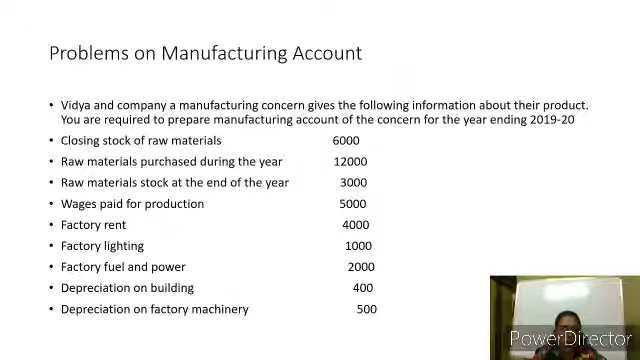 Problems on Manufacturing Account
• Vidya and company a manufacturing concern gives the following information about their product.
You are required to prepare manufacturing account of the concern for the year ending 2019-20
• Closing stock of raw materials 6000
• Raw materials purchased during the year 12000
• Raw materials stock at the end of the year 3000
• Wages paid for production 5000
• Factory rent 4000
• Factory lighting 1000
• Factory fuel and power 2000
• Depreciation on building 400
• Depreciation on factory machinery 500
PowerDirector